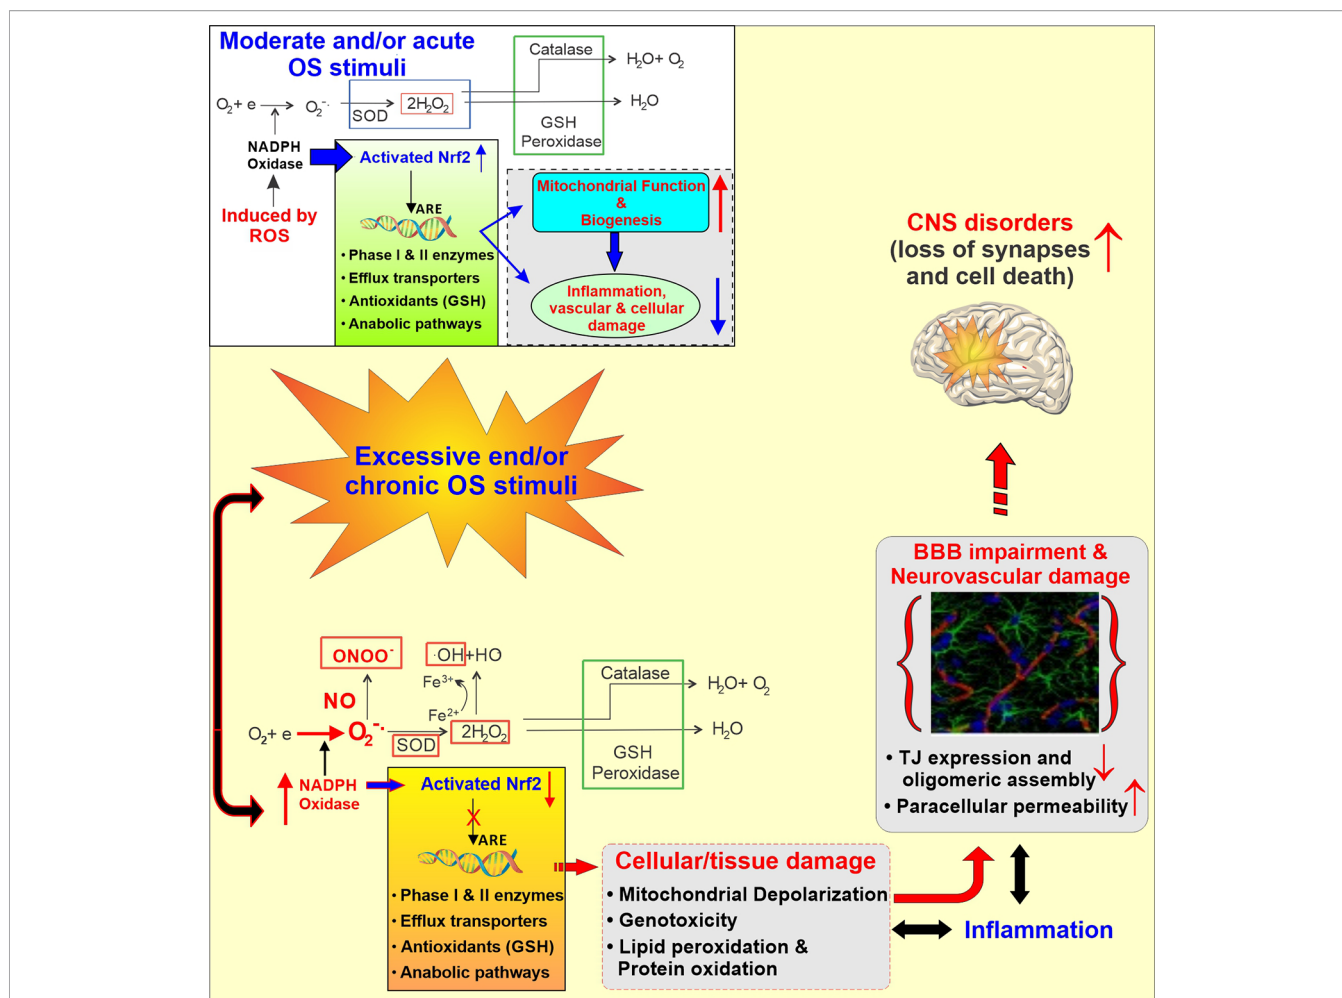 Moderate and/or acute
OS stimuli
O₂+ e
O₂⁻·
SOD
2H₂O₂
Catalase
H₂O+ O₂
H₂O
GSH
Peroxidase
NADPH
Oxidase
Induced by
ROS
Activated Nrf2
ARE
• Phase I & II enzymes
• Efflux transporters
• Antioxidants (GSH)
• Anabolic pathways
Mitochondrial Function
&
Biogenesis
Inflammation,
vascular & cellular
damage
CNS disorders
(loss of synapses
and cell death)
Excessive end/or
chronic OS stimuli
BBB impairment &
Neurovascular damage
• TJ expression and
oligomeric assembly
• Paracellular permeability
ONOO⁻
·OH+HO
NO
Fe³⁺
Fe²⁺
O₂+ e
O₂⁻·
SOD
2H₂O₂
Catalase
H₂O+ O₂
H₂O
GSH
Peroxidase
NADPH
Oxidase
Activated Nrf2
X
ARE
• Phase I & II enzymes
• Efflux transporters
• Antioxidants (GSH)
• Anabolic pathways
Cellular/tissue damage
• Mitochondrial Depolarization
• Genotoxicity
• Lipid peroxidation &
Protein oxidation
Inflammation